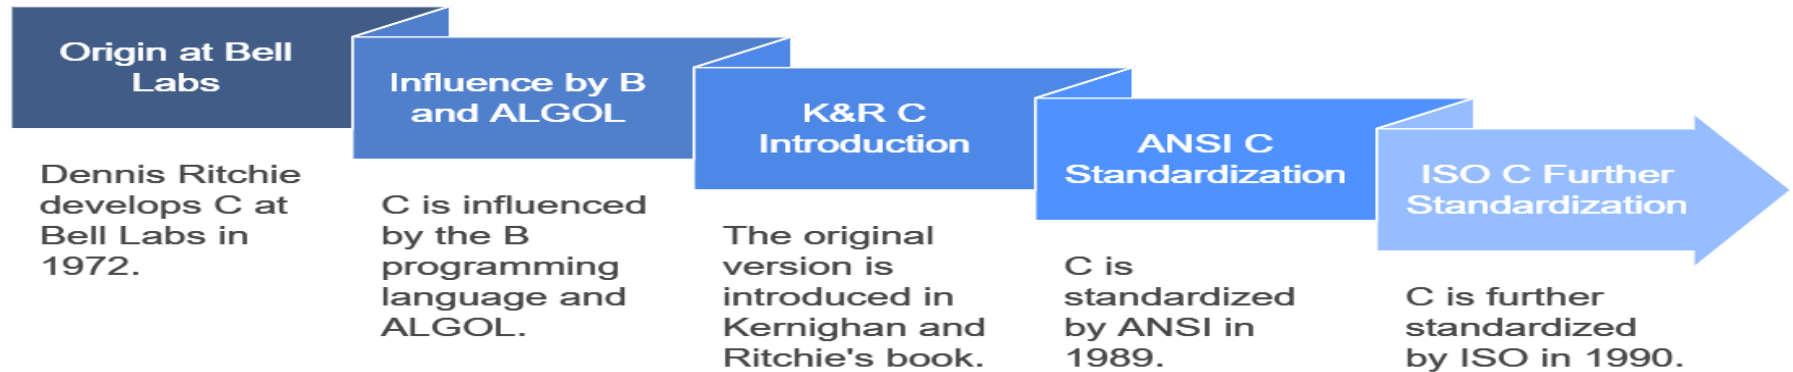 Origin at Bell
Labs
Dennis Ritchie
develops C at
Bell Labs in
1972.
Influence by B
and ALGOL
C is influenced
by the B
programming
language and
ALGOL.
K&R C
Introduction
The original
version is
introduced in
Kernighan and
Ritchie's book.
ANSI C
Standardization
C is
standardized
by ANSI in
1989.
ISO C Further
Standardization
C is further
standardized
by ISO in 1990.